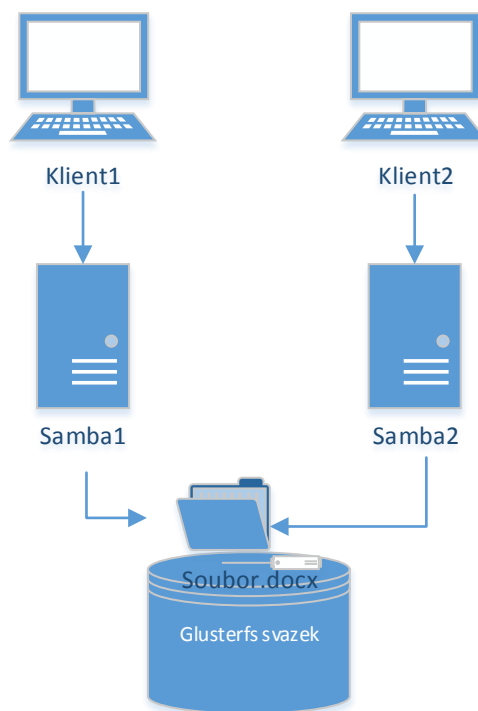 Klient1
Klient2
Samba1
Samba2
Soubor.docx
Glusterfs svazek